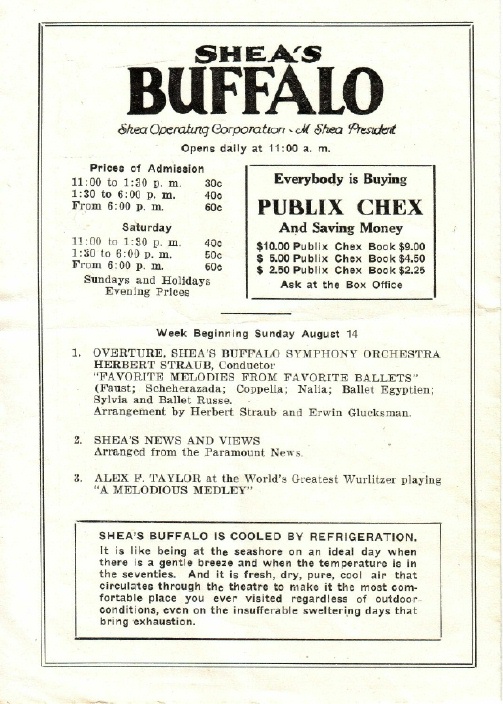 SHEA'S
BUFFALO
Shea Operating Corporation - M Shea President
Opens daily at 11:00 a. m.
Prices of Admission
11:00 to 1:30 p. m. 30c
1:30 to 6:00 p. m. 40c
From 6:00 p. m. 60c
Saturday
11:00 to 1:30 p. m. 40c
1:30 to 6:00 p. m. 50c
From 6:00 p. m. 60c
Sundays and Holidays
Evening Prices
Everybody is Buying
PUBLIX CHEX
And Saving Money
$10.00 Publix Chex Book $9.00
$ 5.00 Publix Chex Book $4.50
$ 2.50 Publix Chex Book $2.25
Ask at the Box Office
Week Beginning Sunday August 14
1. OVERTURE, SHEA'S BUFFALO SYMPHONY ORCHESTRA
HERBERT STRAUB, Conductor
"FAVORITE MELODIES FROM FAVORITE BALLETS"
(Faust; Scheherazada; Coppelia; Nalia; Ballet Egyptien;
Sylvia and Ballet Russe.
Arrangement by Herbert Straub and Erwin Glucksman.
2. SHEA'S NEWS AND VIEWS
Arranged from the Paramount News.
3. ALEX F. TAYLOR at the World's Greatest Wurlitzer playing
"A MELODIOUS MEDLEY"
SHEA'S BUFFALO IS COOLED BY REFRIGERATION.
It is like being at the seashore on an ideal day when
there is a gentle breeze and when the temperature is in
the seventies. And it is fresh, dry, pure, cool air that
circulates through the theatre to make it the most com-
fortable place you ever visited regardless of outdoor
conditions, even on the insufferable sweltering days that
bring exhaustion.